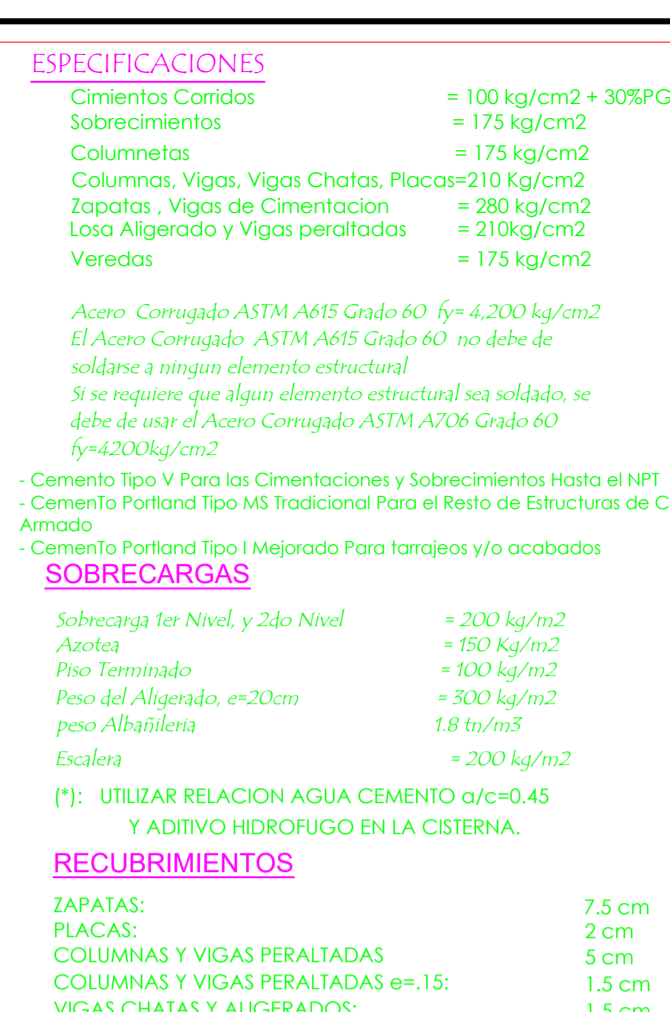 ESPECIFICACIONES
Cimientos Corridos = 100 kg/cm2 + 30%PG
Sobrecimientos = 175 kg/cm2
Columnetas = 175 kg/cm2
Columnas, Vigas, Vigas Chatas, Placas=210 Kg/cm2
Zapatas , Vigas de Cimentacion = 280 kg/cm2
Losa Aligerado y Vigas peraltadas = 210kg/cm2
Veredas = 175 kg/cm2
Acero Corrugado ASTM A615 Grado 60 fy= 4,200 kg/cm2
El Acero Corrugado ASTM A615 Grado 60 no debe de
soldarse a ningun elemento estructural
Si se requiere que algun elemento estructural sea soldado, se
debe de usar el Acero Corrugado ASTM A706 Grado 60
fy=4200kg/cm2
- Cemento Tipo V Para las Cimentaciones y Sobrecimientos Hasta el NPT
- CemenTo Portland Tipo MS Tradicional Para el Resto de Estructuras de C
Armado
- CemenTo Portland Tipo I Mejorado Para tarrajeos y/o acabados
SOBRECARGAS
Sobrecarga 1er Nivel, y 2do Nivel = 200 kg/m2
Azotea = 150 Kg/m2
Piso Terminado = 100 kg/m2
Peso del Aligerado, e=20cm = 300 kg/m2
peso Albañileria 1.8 tn/m3
Escalera = 200 kg/m2
(*): UTILIZAR RELACION AGUA CEMENTO a/c=0.45
Y ADITIVO HIDROFUGO EN LA CISTERNA.
RECUBRIMIENTOS
ZAPATAS: 7.5 cm
PLACAS: 2 cm
COLUMNAS Y VIGAS PERALTADAS 5 cm
COLUMNAS Y VIGAS PERALTADAS e=.15: 1.5 cm
VIGAS CHATAS Y ALIGERADOS: 1.5 cm